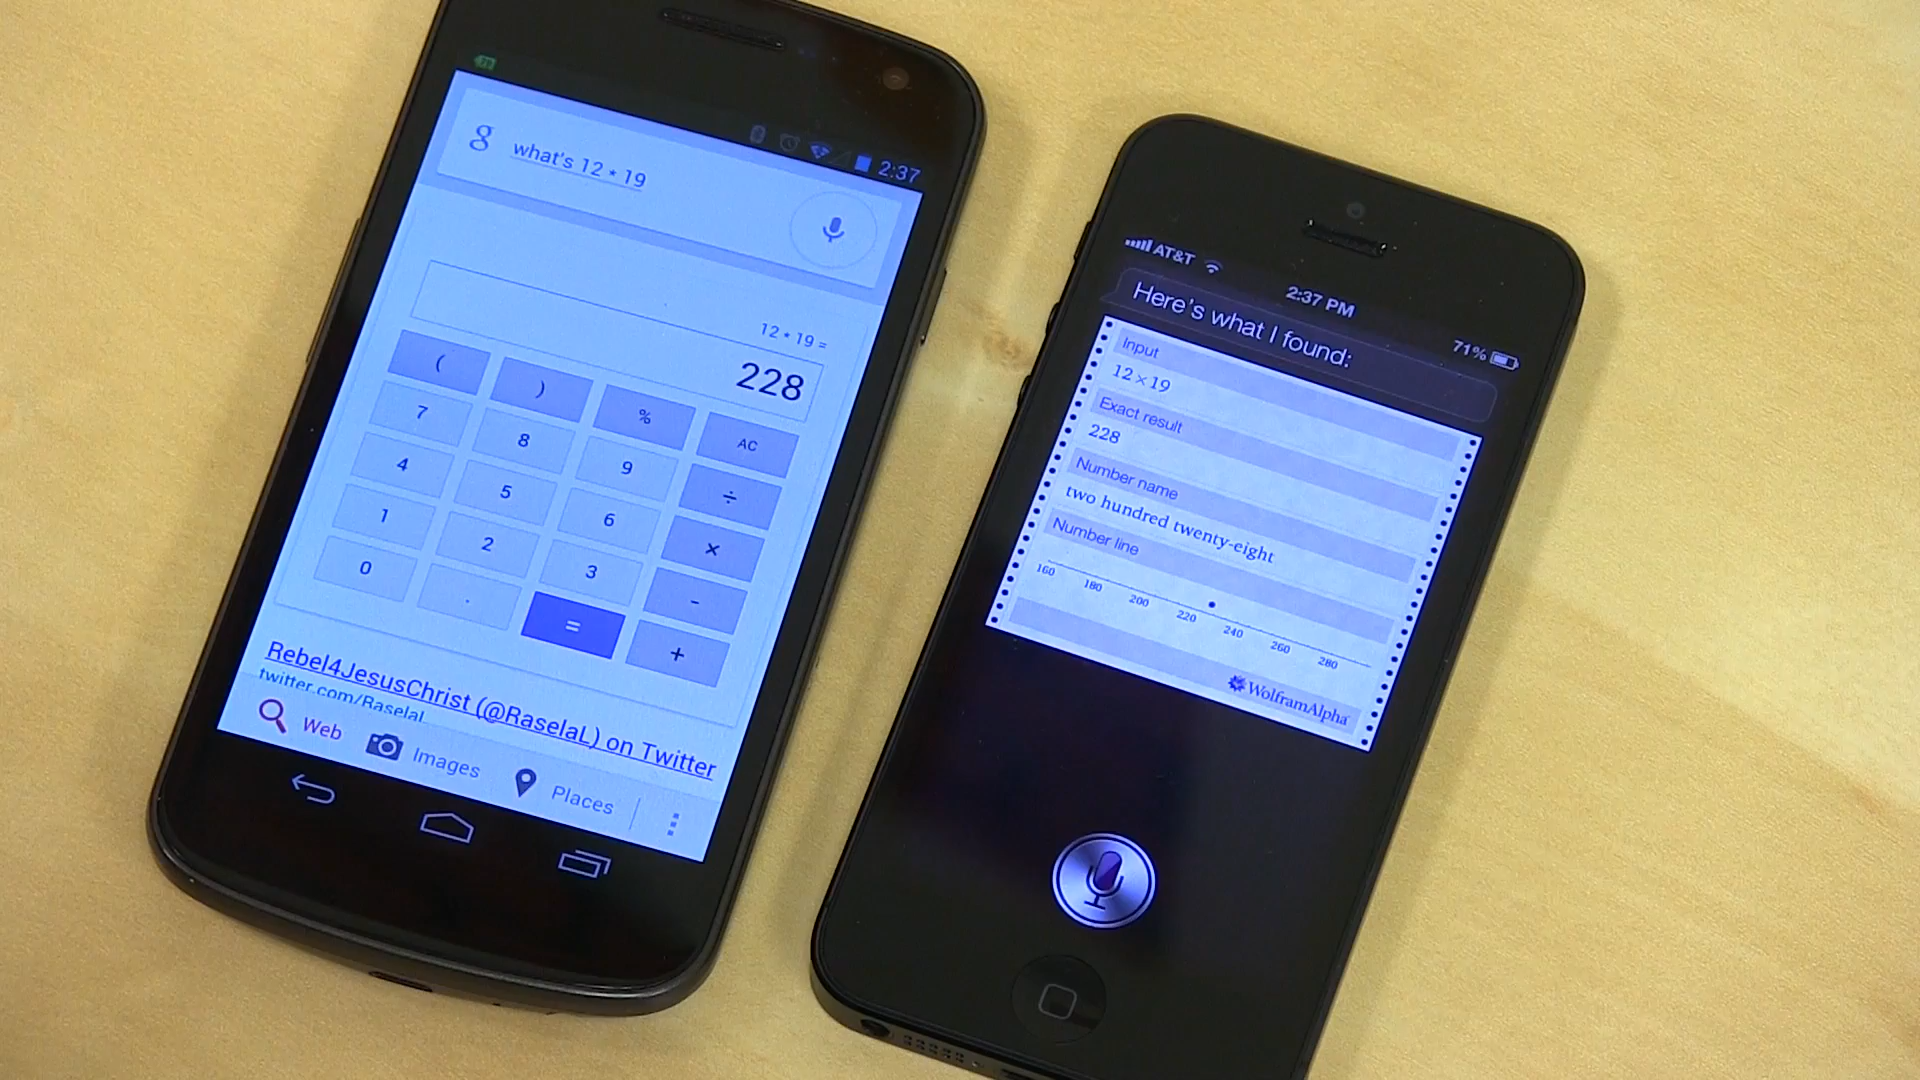 2:37
g what's 12 * 19
12 * 19 =
228
( ) % AC
7 8 9 ÷
4 5 6 ×
1 2 3 -
0 . = +
Rebel4JesusChrist (@RaselaL) on Twitter
twitter.com/RaselaL
Web Images Places
AT&T 2:37 PM 71%
Here's what I found:
Input
12 × 19
Exact result
228
Number name
two hundred twenty-eight
Number line
160 180 200 220 240 260 280
WolframAlpha